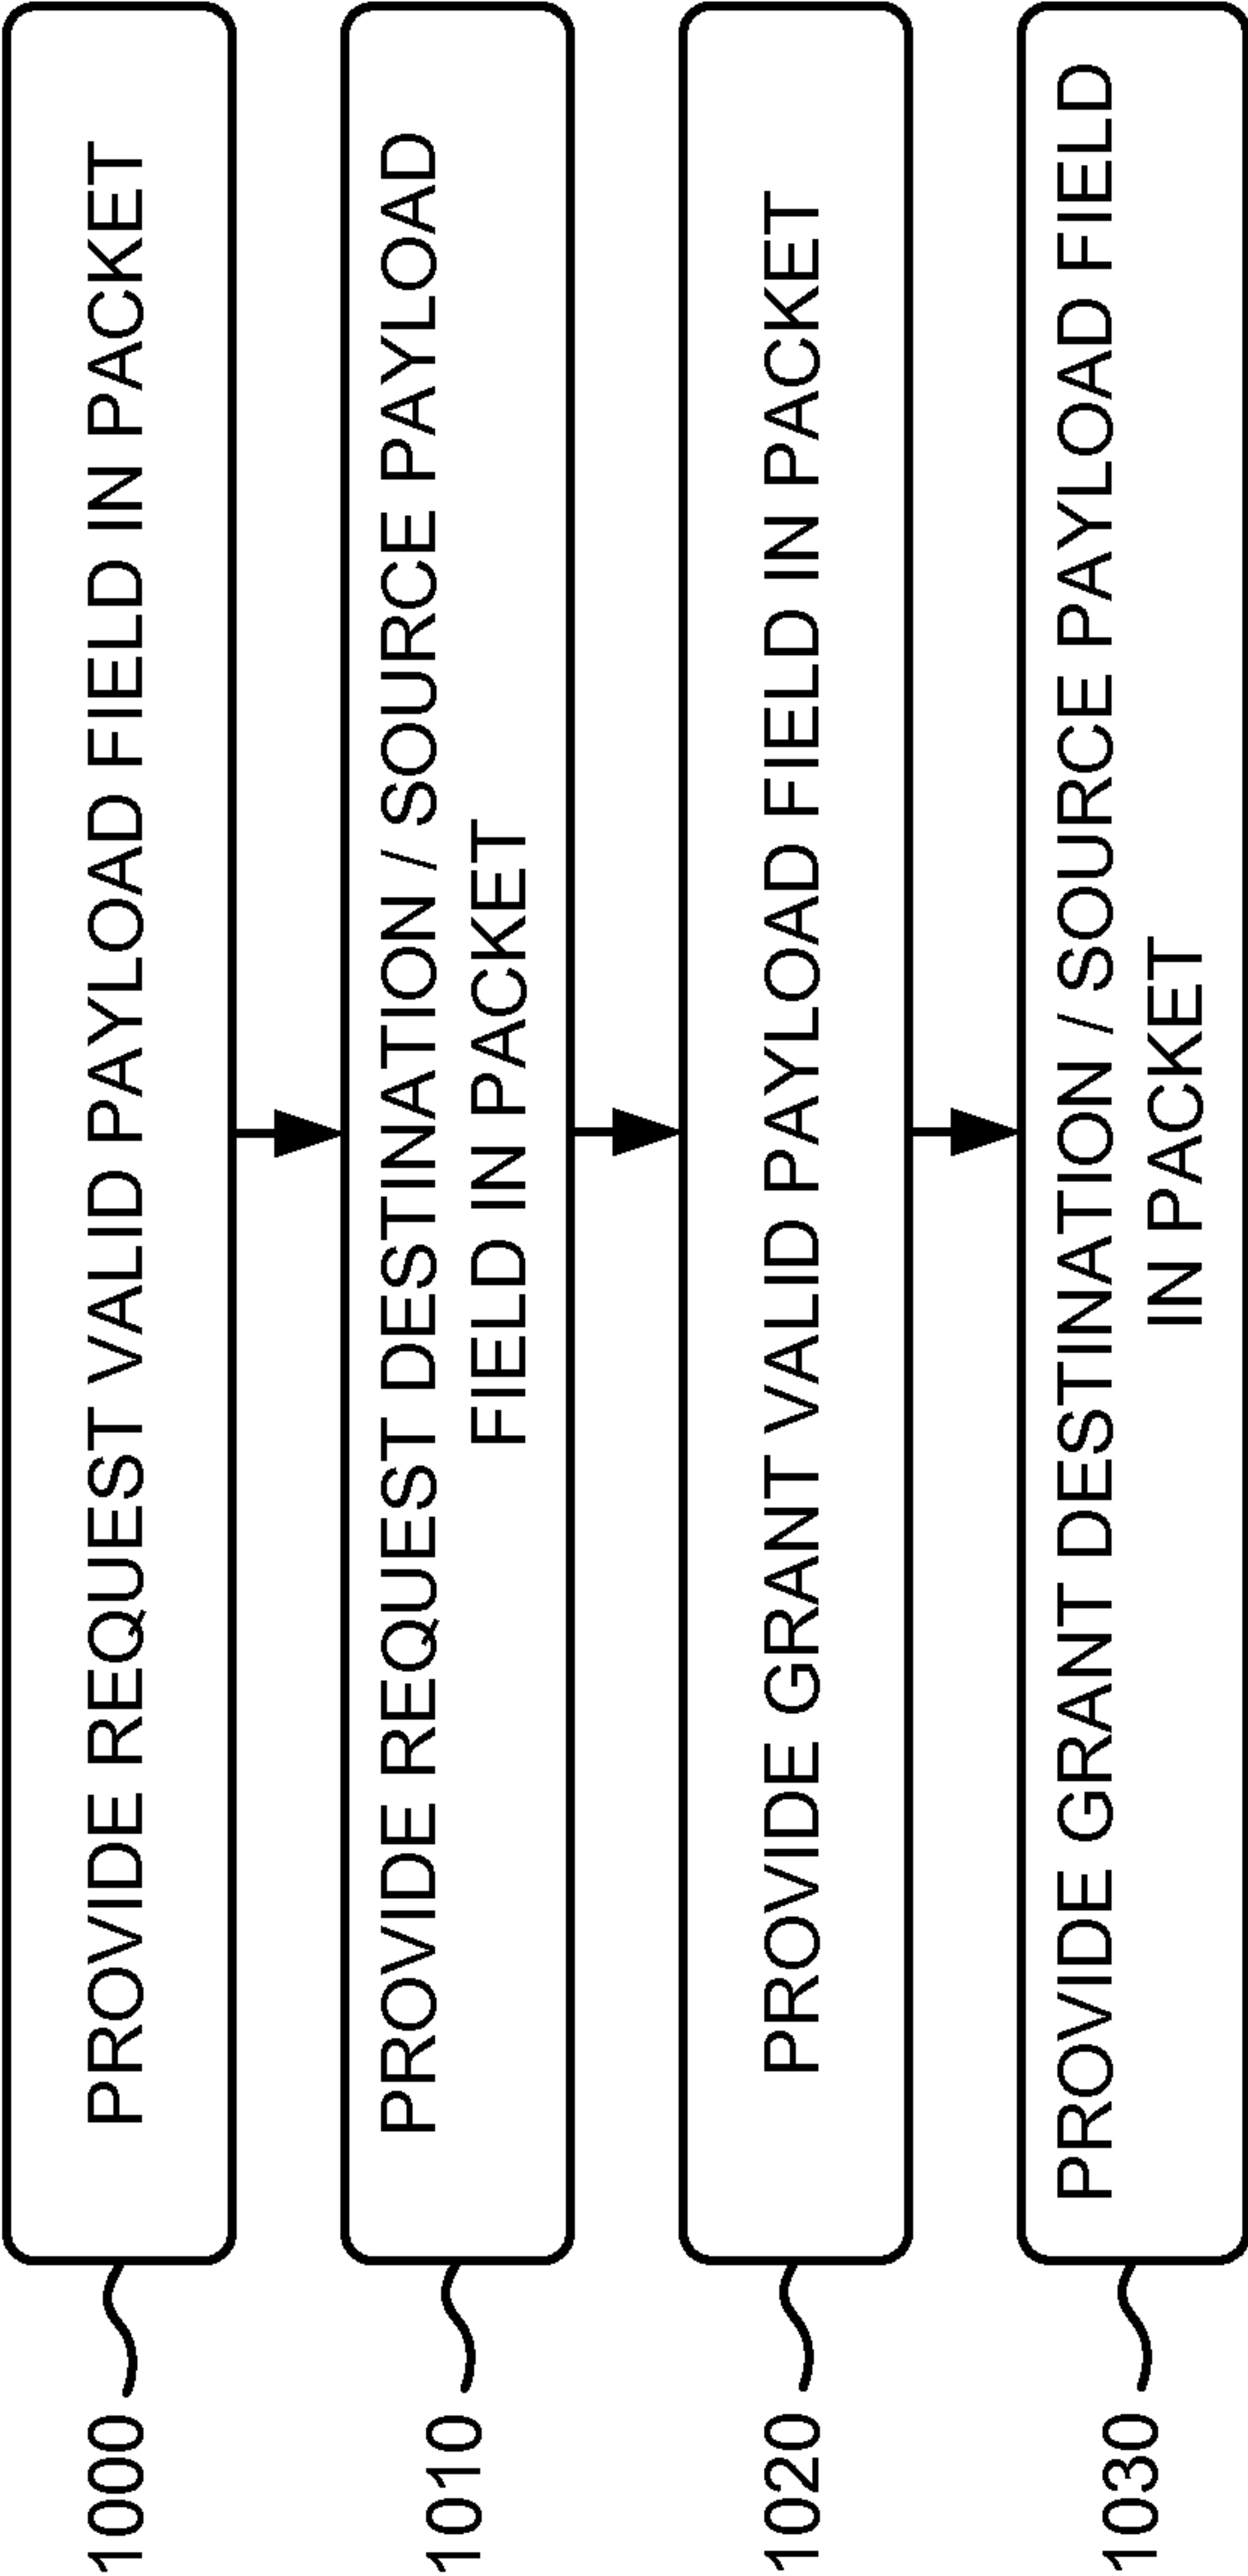 1000
PROVIDE REQUEST VALID PAYLOAD FIELD IN PACKET
1010
PROVIDE REQUEST DESTINATION / SOURCE PAYLOAD
FIELD IN PACKET
1020
PROVIDE GRANT VALID PAYLOAD FIELD IN PACKET
1030
PROVIDE GRANT DESTINATION / SOURCE PAYLOAD FIELD
IN PACKET